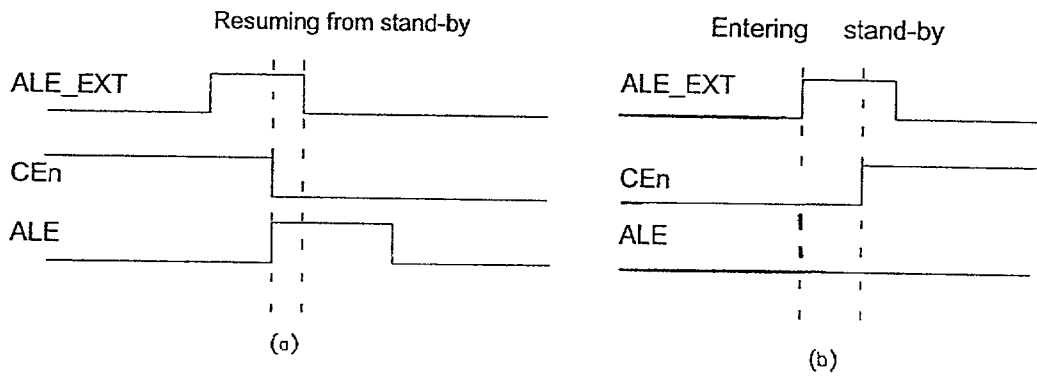 Resuming from stand-by
ALE_EXT
CEn
ALE
(a)
Entering stand-by
ALE_EXT
CEn
ALE
(b)